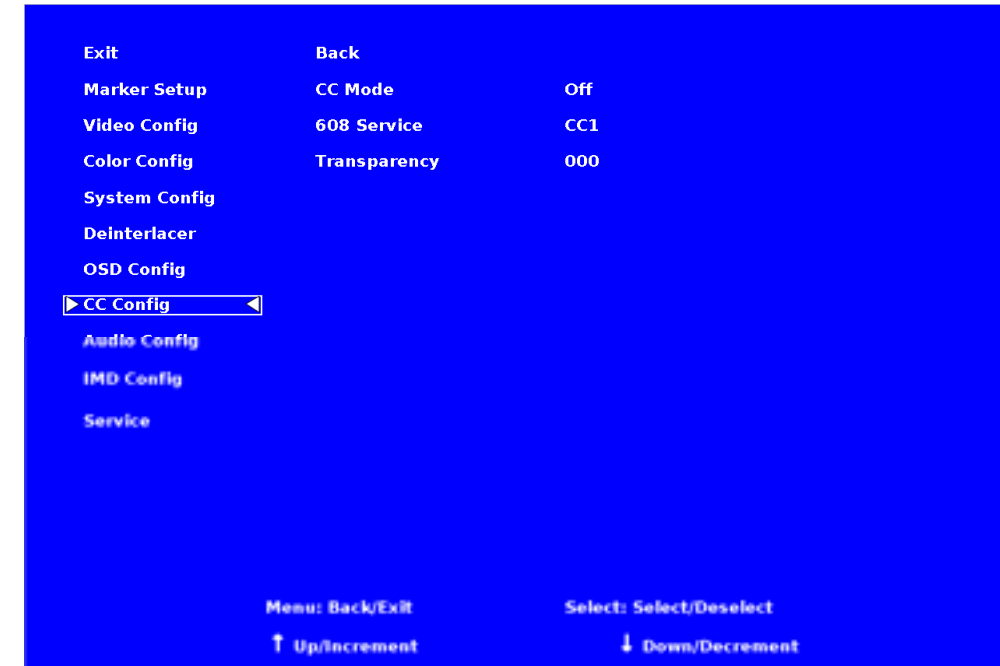 Exit Back
Marker Setup CC Mode Off
Video Config 608 Service CC1
Color Config Transparency 000
System Config
Deinterlacer
OSD Config
CC Config
Audio Config
IMD Config
Service
Menu: Back/Exit Select: Select/Deselect
↑ Up/Increment ↓ Down/Decrement